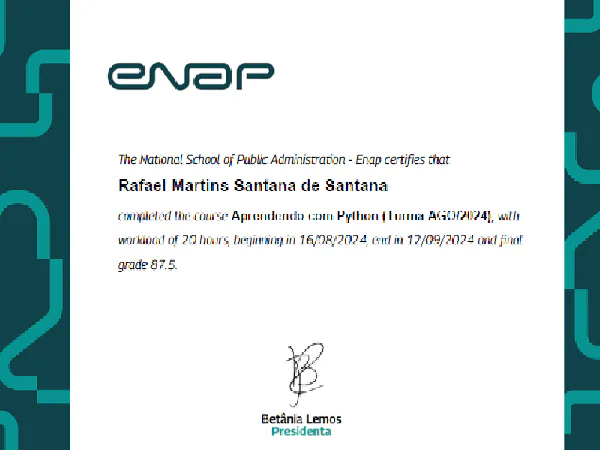 enap
The National School of Public Administration - Enap certifies that
Rafael Martins Santana de Santana
completed the course Aprendendo com Python (Turma AGO/2024), with
workload of 20 hours, beginning in 16/08/2024, end in 12/09/2024 and final
grade 87.5.
Betânia Lemos
Presidenta